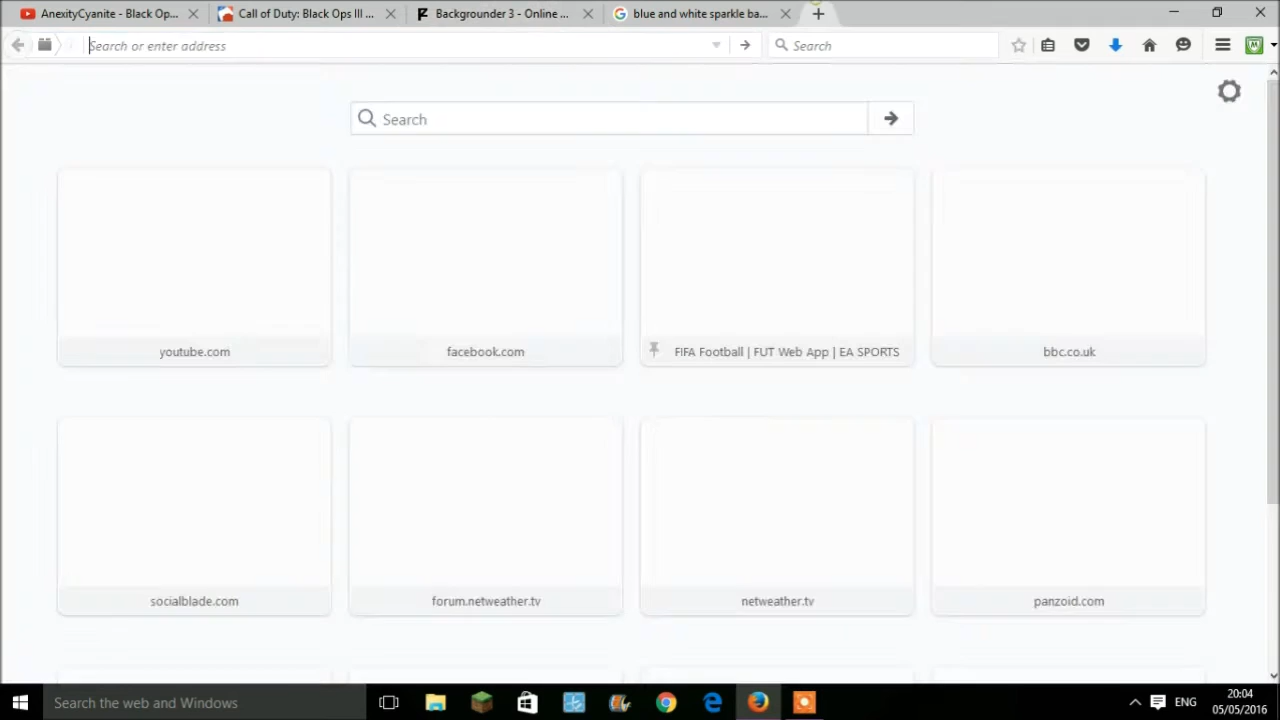 AnexityCyanite - Black Op...
Call of Duty: Black Ops III ...
Backgrounder 3 - Online ...
blue and white sparkle ba...
Search or enter address
Search
Search
youtube.com
facebook.com
FIFA Football | FUT Web App | EA SPORTS
bbc.co.uk
socialblade.com
forum.netweather.tv
netweather.tv
panzoid.com
Search the web and Windows
ENG
20:04
05/05/2016